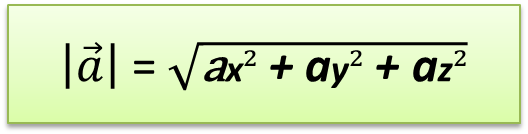 |a⃗| = √ax² + ay² + az²